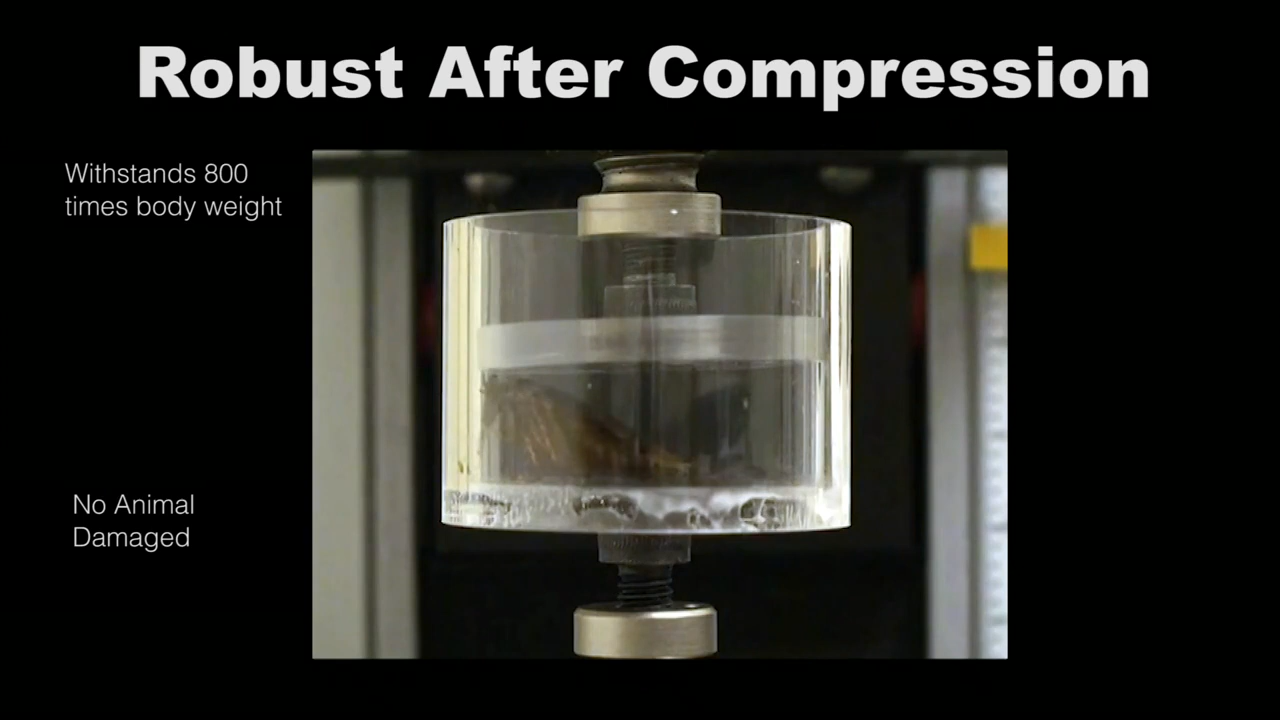 Robust After Compression
Withstands 800
times body weight
No Animal
Damaged